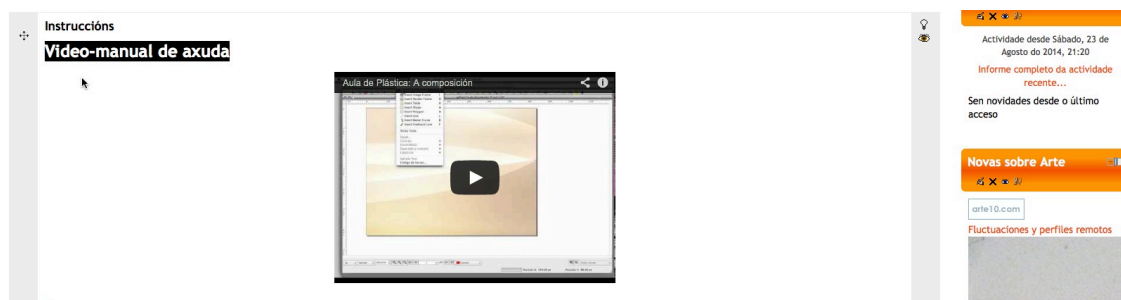 Instruccións
Video-manual de axuda
Aula de Plástica: A composición
Actividade desde Sábado, 23 de
Agosto do 2014, 21:20
Informe completo da actividade
recente...
Sen novidades desde o último
acceso
Novas sobre Arte
arte10.com
Fluctuaciones y perfiles remotos